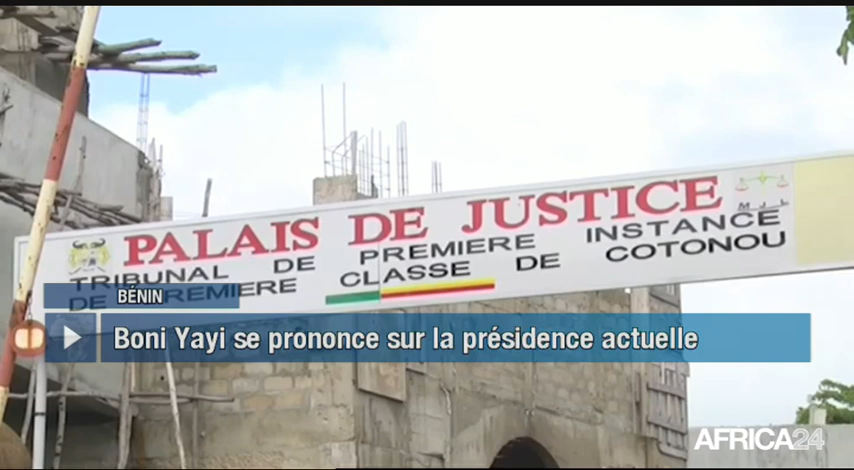 PALAIS DE JUSTICE
M J L
TRIBUNAL DE PREMIERE INSTANCE
DE PREMIERE CLASSE DE COTONOU
BÉNIN
Boni Yayi se prononce sur la présidence actuelle
AFRICA24